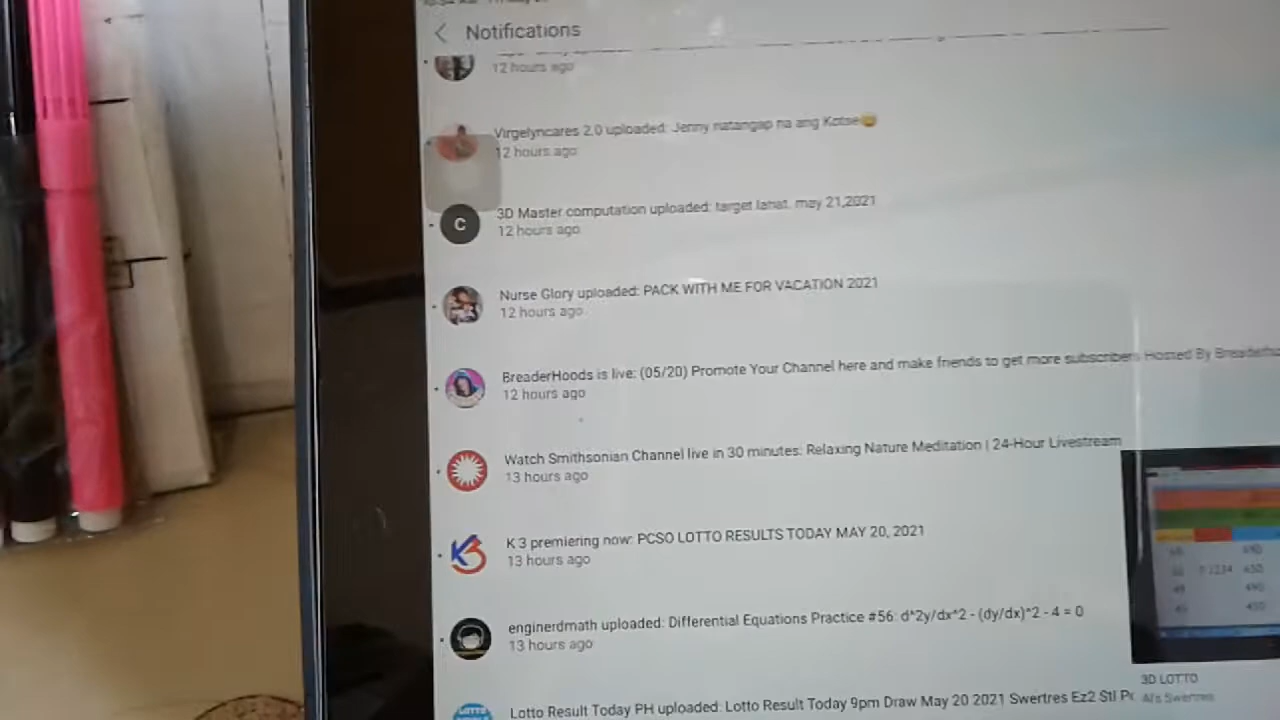 Notifications
12 hours ago
Virgelyncares 2.0 uploaded: Jenny natangap na ang Kotse😄
12 hours ago
C
3D Master computation uploaded: target lahat. may 21,2021
12 hours ago
Nurse Glory uploaded: PACK WITH ME FOR VACATION 2021
12 hours ago
BreaderHoods is live: (05/20) Promote Your Channel here and make friends to get more subscribers Hosted By
12 hours ago
Watch Smithsonian Channel live in 30 minutes: Relaxing Nature Meditation | 24-Hour Livestream
13 hours ago
K3
K 3 premiering now: PCSO LOTTO RESULTS TODAY MAY 20, 2021
13 hours ago
enginerdmath uploaded: Differential Equations Practice #56: d^2y/dx^2 - (dy/dx)^2 - 4 = 0
13 hours ago
3D LOTTO
LOTTO
Lotto Result Today PH uploaded: Lotto Result Today 9pm Draw May 20 2021 Swertres Ez2 Stl
Al's Swertres